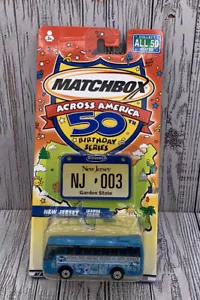 COLLECT
ALL 50
MATCHBOX
ACROSS AMERICA
50TH
BIRTHDAY
SERIES
New Jersey
NJ 003
Garden State
NEW JERSEY